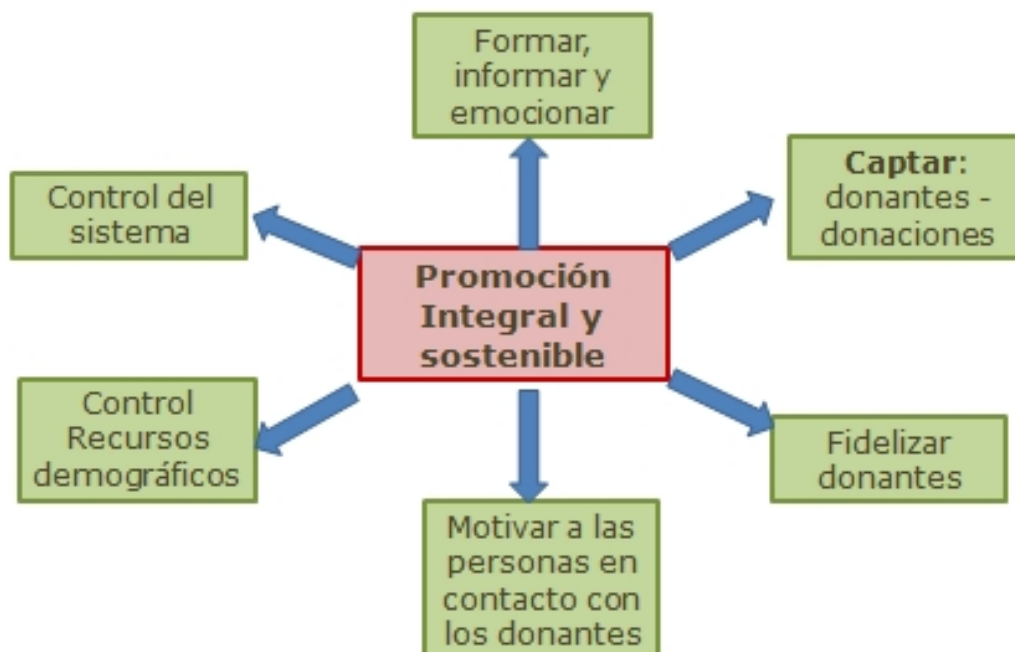 Formar,
informar y
emocionar
Captar:
donantes -
donaciones
Control del
sistema
Promoción
Integral y
sostenible
Control
Recursos
demográficos
Fidelizar
donantes
Motivar a las
personas en
contacto con
los donantes